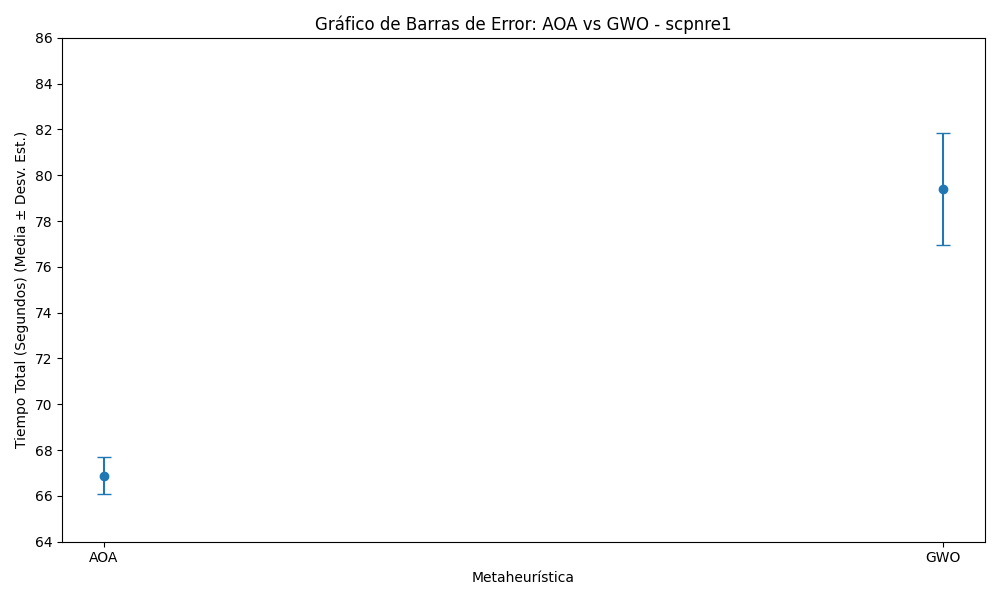 Gráfico de Barras de Error: AOA vs GWO - scpnre1
Tiempo Total (Segundos) (Media ± Desv. Est.)
86
84
82
80
78
76
74
72
70
68
66
64
AOA
GWO
Metaheurística